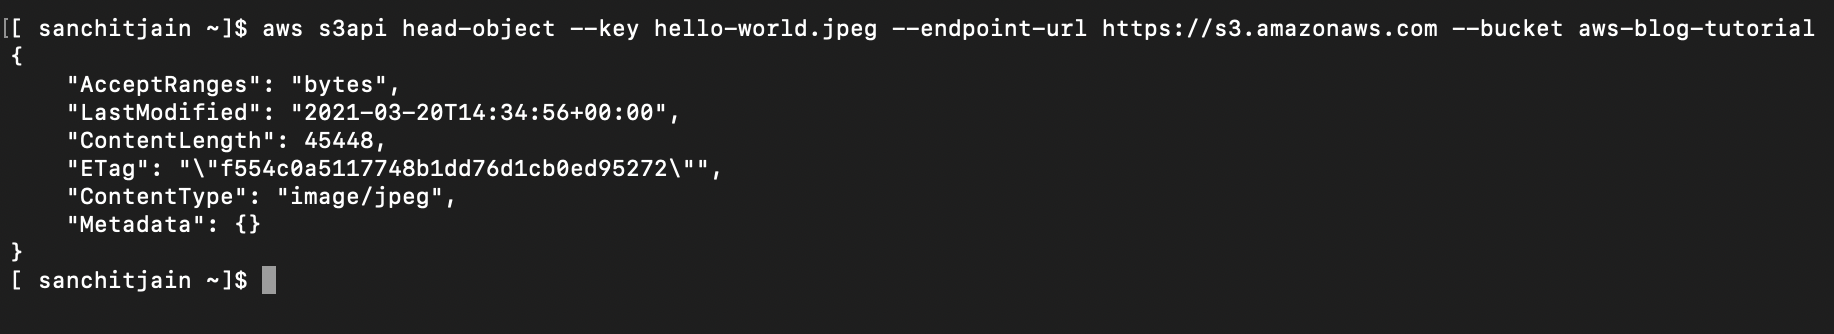 [[ sanchitjain ~]$ aws s3api head-object --key hello-world.jpeg --endpoint-url https://s3.amazonaws.com --bucket aws-blog-tutorial
{
    "AcceptRanges": "bytes",
    "LastModified": "2021-03-20T14:34:56+00:00",
    "ContentLength": 45448,
    "ETag": "\"f554c0a5117748b1dd76d1cb0ed95272\"",
    "ContentType": "image/jpeg",
    "Metadata": {}
}
[ sanchitjain ~]$